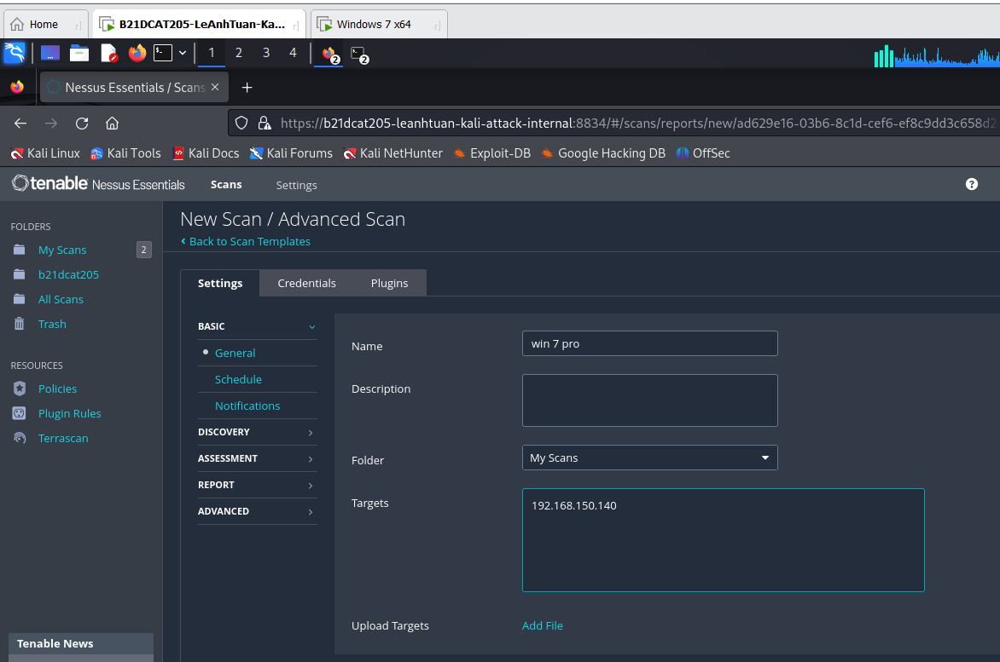 Home
B21DCAT205-LeAnhTuan-Ka...
Windows 7 x64
1 2 3 4 2 2
Nessus Essentials / Scans
https://b21dcat205-leanhtuan-kali-attack-internal:8834/#/scans/reports/new/ad629e16-03b6-8c1d-cef6-ef8c9dd3c658d2
Kali Linux Kali Tools Kali Docs Kali Forums Kali NetHunter Exploit-DB Google Hacking DB OffSec
tenable Nessus Essentials Scans Settings
FOLDERS
My Scans 2
b21dcat205
All Scans
Trash
RESOURCES
Policies
Plugin Rules
Terrascan
Tenable News
New Scan / Advanced Scan
Back to Scan Templates
Settings Credentials Plugins
BASIC
General
Schedule
Notifications
DISCOVERY
ASSESSMENT
REPORT
ADVANCED
Name win 7 pro
Description
Folder My Scans
Targets 192.168.150.140
Upload Targets Add File